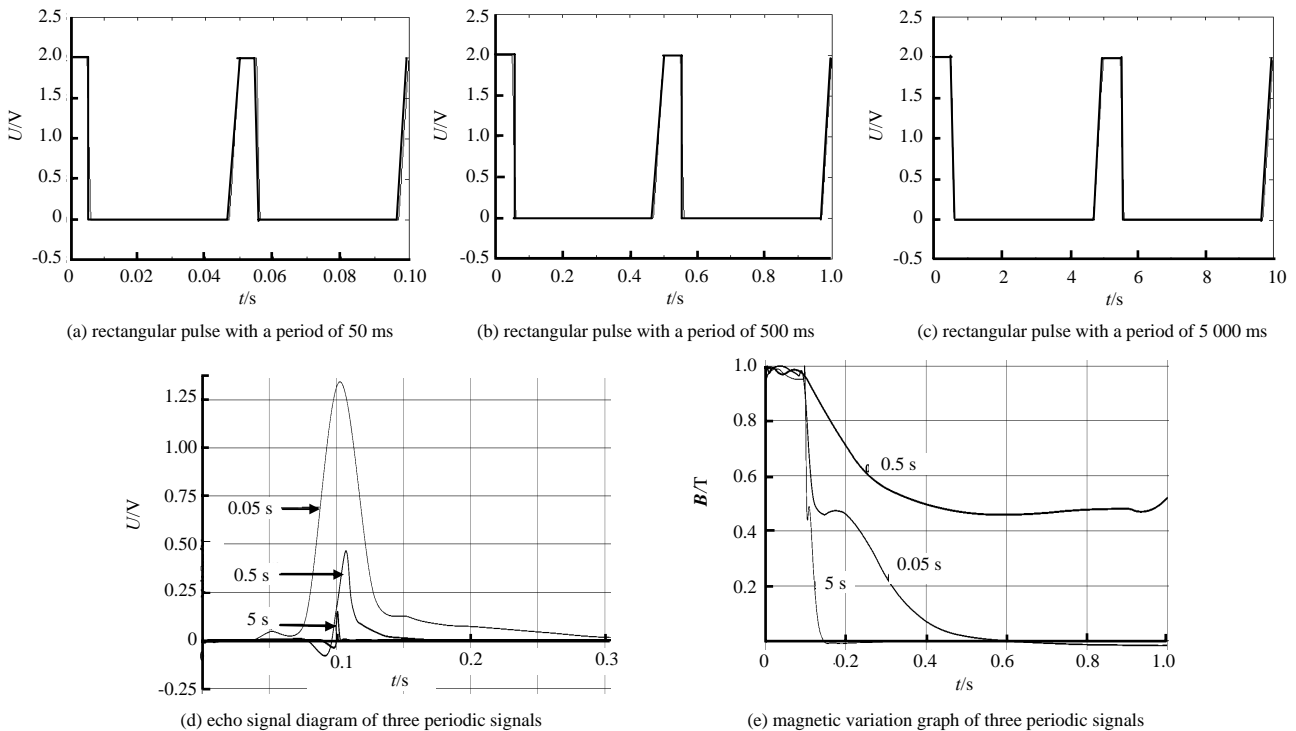 2.5
2.0
1.5
1.0
0.5
0
-0.5
U/V
0 0.02 0.04 0.06 0.08 0.10
t/s
(a) rectangular pulse with a period of 50 ms
2.5
2.0
1.5
1.0
0.5
0
-0.5
U/V
0 0.2 0.4 0.6 0.8 1.0
t/s
(b) rectangular pulse with a period of 500 ms
2.5
2.0
1.5
1.0
0.5
0
-0.5
U/V
0 2 4 6 8 10
t/s
(c) rectangular pulse with a period of 5 000 ms
1.25
1.00
0.75
0.50
0.25
0
-0.25
U/V
0.05 s
0.5 s
5 s
0.1 0.2 0.3
t/s
(d) echo signal diagram of three periodic signals
1.0
0.8
0.6
0.4
0.2
B/T
0.5 s
0.05 s
5 s
0 0.2 0.4 0.6 0.8 1.0
t/s
(e) magnetic variation graph of three periodic signals